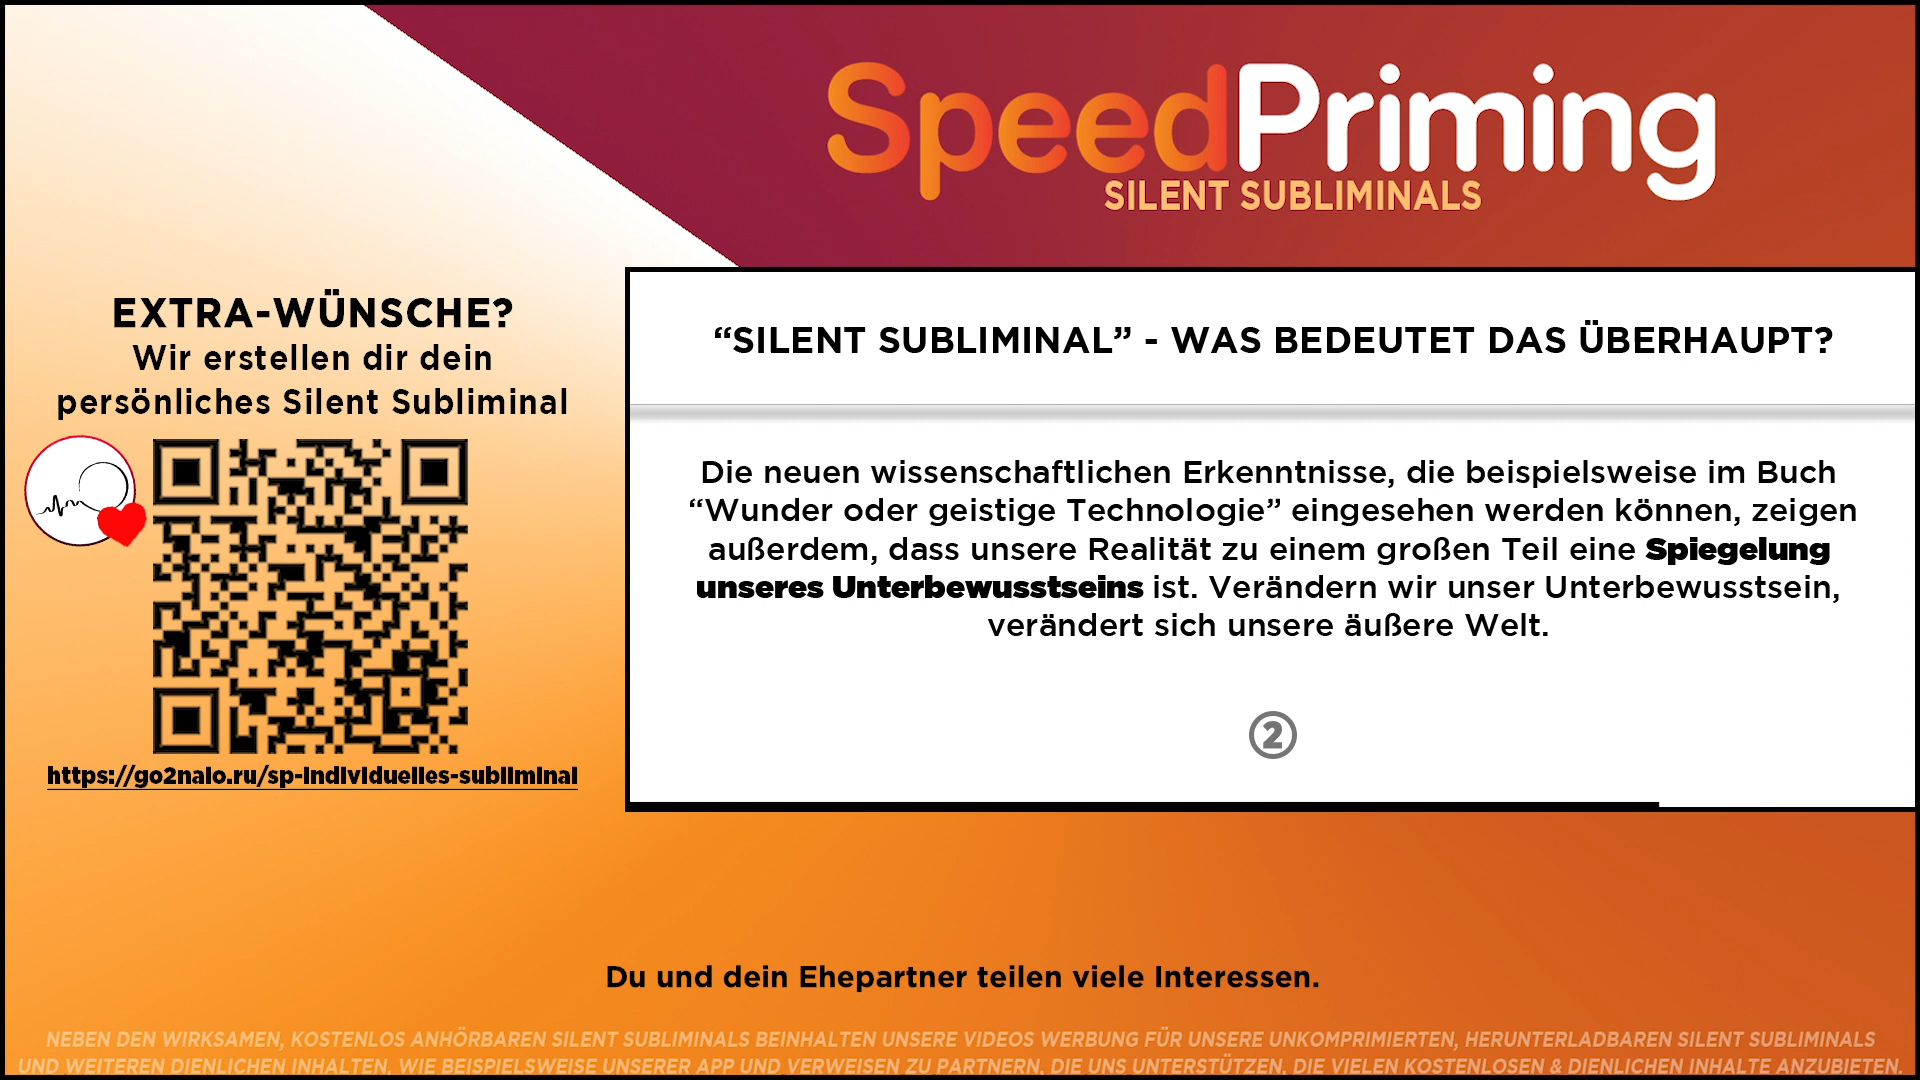 SpeedPriming
SILENT SUBLIMINALS
EXTRA-WÜNSCHE?
Wir erstellen dir dein
persönliches Silent Subliminal
https://go2nalo.ru/sp-individuelles-subliminal
“SILENT SUBLIMINAL” - WAS BEDEUTET DAS ÜBERHAUPT?
Die neuen wissenschaftlichen Erkenntnisse, die beispielsweise im Buch
“Wunder oder geistige Technologie” eingesehen werden können, zeigen
außerdem, dass unsere Realität zu einem großen Teil eine Spiegelung
unseres Unterbewusstseins ist. Verändern wir unser Unterbewusstsein,
verändert sich unsere äußere Welt.
2
Du und dein Ehepartner teilen viele Interessen.
NEBEN DEN WIRKSAMEN, KOSTENLOS ANHÖRBAREN SILENT SUBLIMINALS BEINHALTEN UNSERE VIDEOS WERBUNG FÜR UNSERE UNKOMPRIMIERTEN, HERUNTERLADBAREN SILENT SUBLIMINALS
UND WEITEREN DIENLICHEN INHALTEN, WIE BEISPIELSWEISE UNSERER APP UND VERWEISEN ZU PARTNERN, DIE UNS UNTERSTÜTZEN, DIE VIELEN KOSTENLOSEN & DIENLICHEN INHALTE ANZUBIETEN.